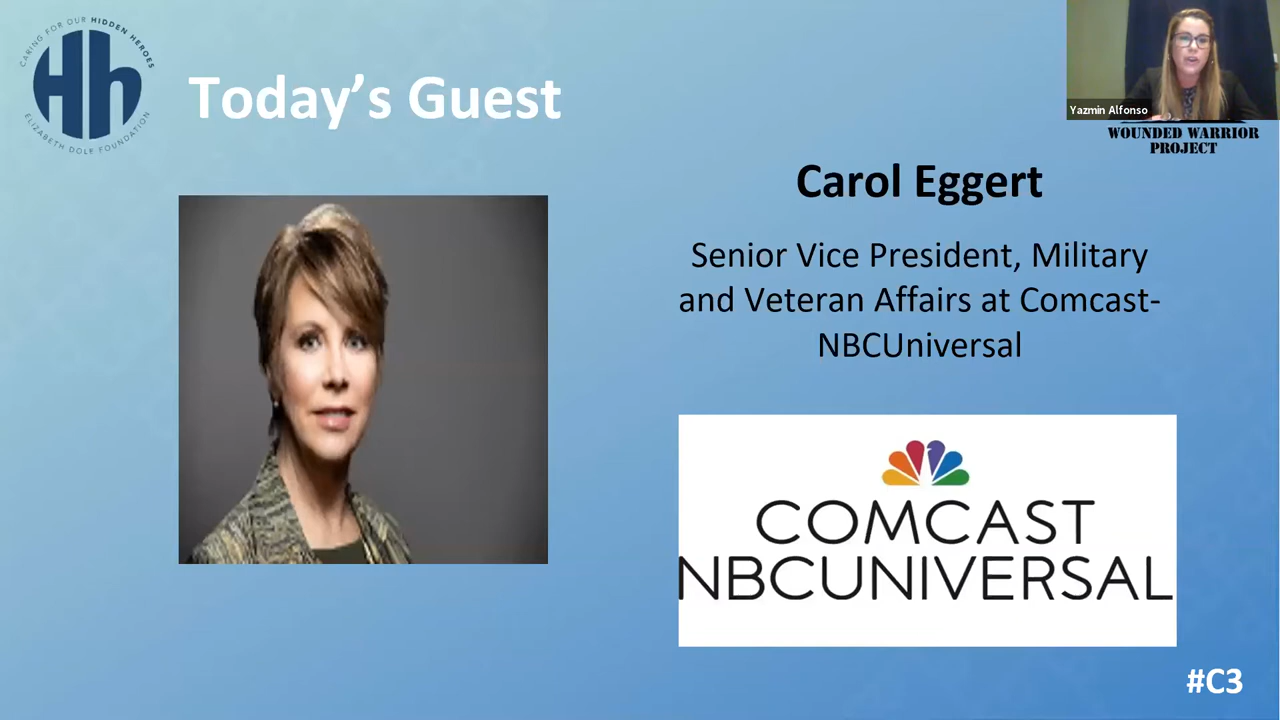 CARING FOR OUR HIDDEN HEROES
Hh
ELIZABETH DOLE FOUNDATION
Today's Guest
Yazmin Alfonso
WOUNDED WARRIOR
PROJECT
Carol Eggert
Senior Vice President, Military
and Veteran Affairs at Comcast-
NBCUniversal
COMCAST
NBCUNIVERSAL
#C3